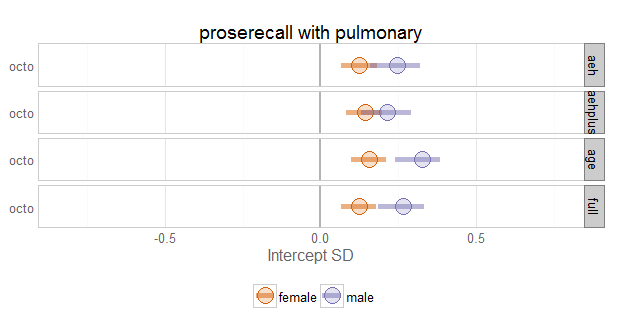 proserecall with pulmonary
octo
aeh
octo
aehplus
octo
age
octo
full
-0.5 0.0 0.5
Intercept SD
female male